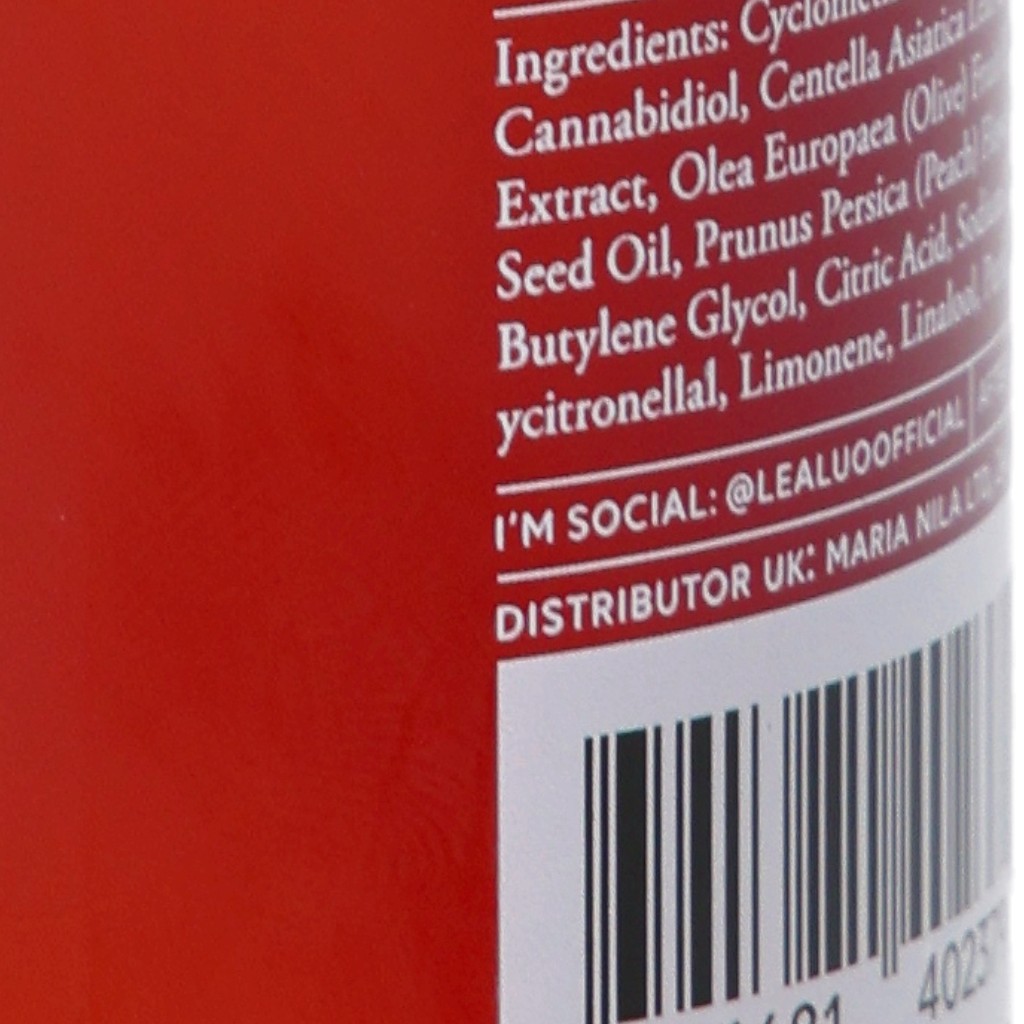 Ingredients:
Cannabidiol, Centella Asiatica
Extract, Olea Europaea (Olive)
Seed Oil, Prunus Persica (Peach)
Butylene Glycol, Citric Acid,
ycitronellal, Limonene, Linalool,
I'M SOCIAL: @LEALUOOFFICIAL
DISTRIBUTOR UK: MARIA NILA LTD
4023